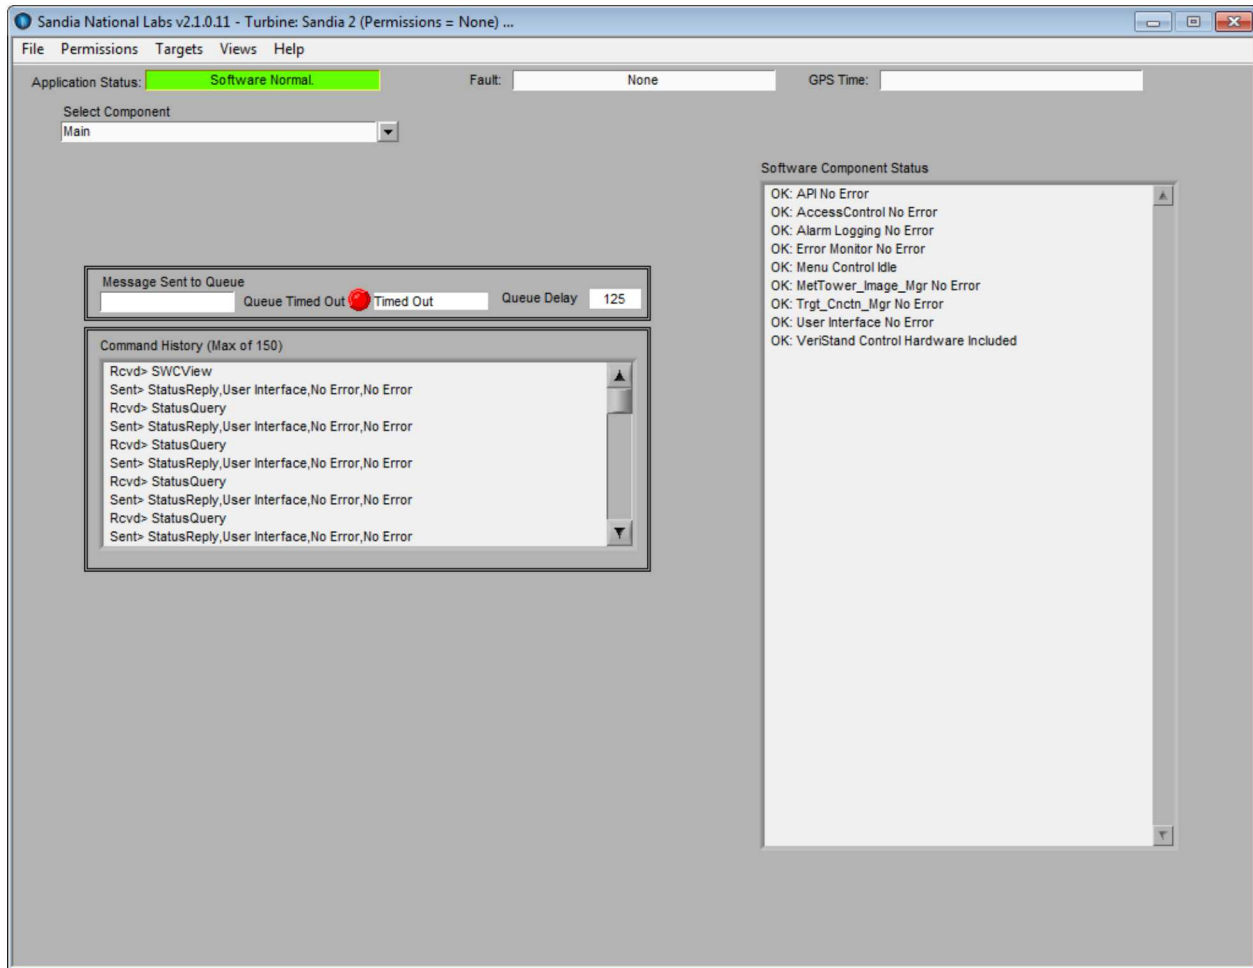 Sandia National Labs v2.1.0.11 - Turbine: Sandia 2 (Permissions = None) ...
File Permissions Targets Views Help
Application Status: Software Normal. Fault: None GPS Time:
Select Component
Main
Software Component Status
OK: API No Error
OK: AccessControl No Error
OK: Alarm Logging No Error
OK: Error Monitor No Error
OK: Menu Control Idle
OK: MetTower_Image_Mgr No Error
OK: Trgt_Cnctn_Mgr No Error
OK: User Interface No Error
OK: VeriStand Control Hardware Included
Message Sent to Queue
Queue Timed Out Timed Out Queue Delay 125
Command History (Max of 150)
Rcvd> SWCView
Sent> StatusReply,User Interface,No Error,No Error
Rcvd> StatusQuery
Sent> StatusReply,User Interface,No Error,No Error
Rcvd> StatusQuery
Sent> StatusReply,User Interface,No Error,No Error
Rcvd> StatusQuery
Sent> StatusReply,User Interface,No Error,No Error
Rcvd> StatusQuery
Sent> StatusReply,User Interface,No Error,No Error